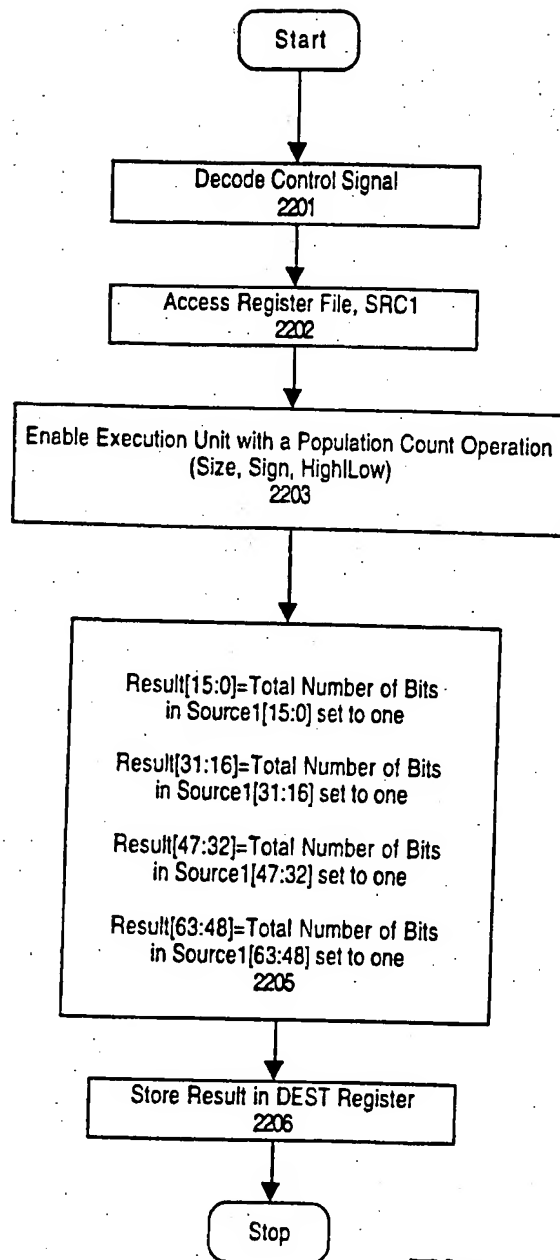 Start
Decode Control Signal
2201
Access Register File, SRC1
2202
Enable Execution Unit with a Population Count Operation
(Size, Sign, High|Low)
2203
Result[15:0]=Total Number of Bits
in Source1[15:0] set to one
Result[31:16]=Total Number of Bits
in Source1[31:16] set to one
Result[47:32]=Total Number of Bits
in Source1[47:32] set to one
Result[63:48]=Total Number of Bits
in Source1[63:48] set to one
2205
Store Result in DEST Register
2206
Stop